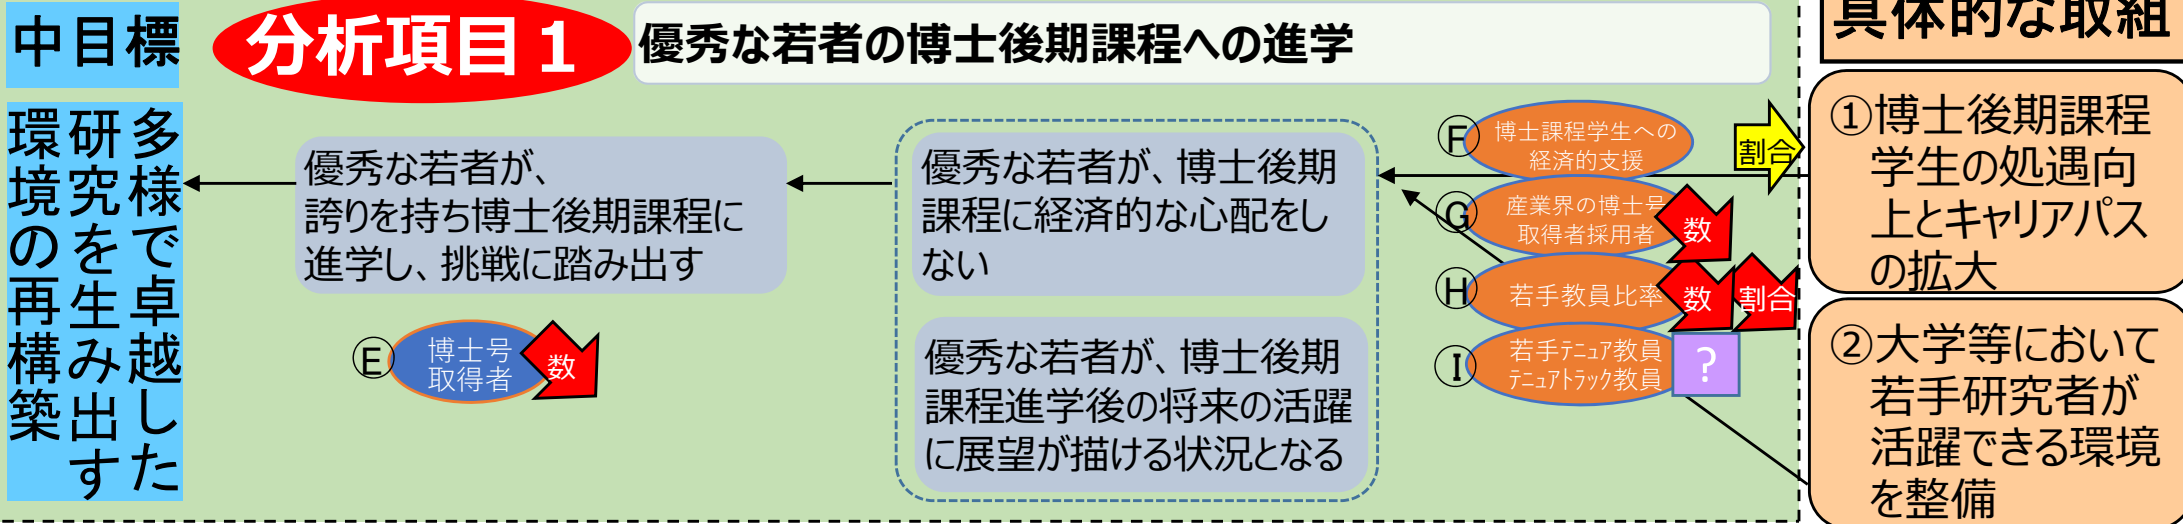 中目標
分析項目１
優秀な若者の博士後期課程への進学
具体的な取組
多様で卓越した
研究を生み出す
環境の再構築
優秀な若者が、
誇りを持ち博士後期課程に
進学し、挑戦に踏み出す
Ⓔ
博士号
取得者
数
優秀な若者が、博士後期
課程に経済的な心配をし
ない
優秀な若者が、博士後期
課程進学後の将来の活躍
に展望が描ける状況となる
Ⓕ
博士課程学生への
経済的支援
割合
Ⓖ
産業界の博士号
取得者採用者
数
Ⓗ
若手教員比率
数
割合
Ⓘ
若手ﾃﾆｭｱ教員
ﾃﾆｭｱﾄﾗｯｸ教員
?
①博士後期課程
学生の処遇向
上とキャリアパス
の拡大
②大学等において
若手研究者が
活躍できる環境
を整備